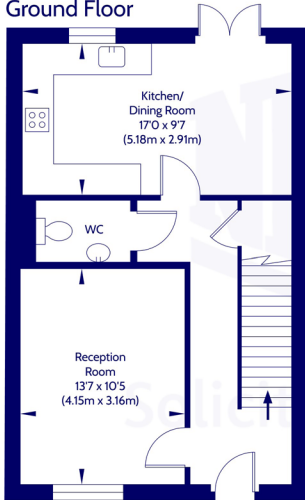 Ground Floor
Kitchen/
Dining Room
17'0 x 9'7
(5.18m x 2.91m)
WC
Reception
Room
13'7 x 10'5
(4.15m x 3.16m)